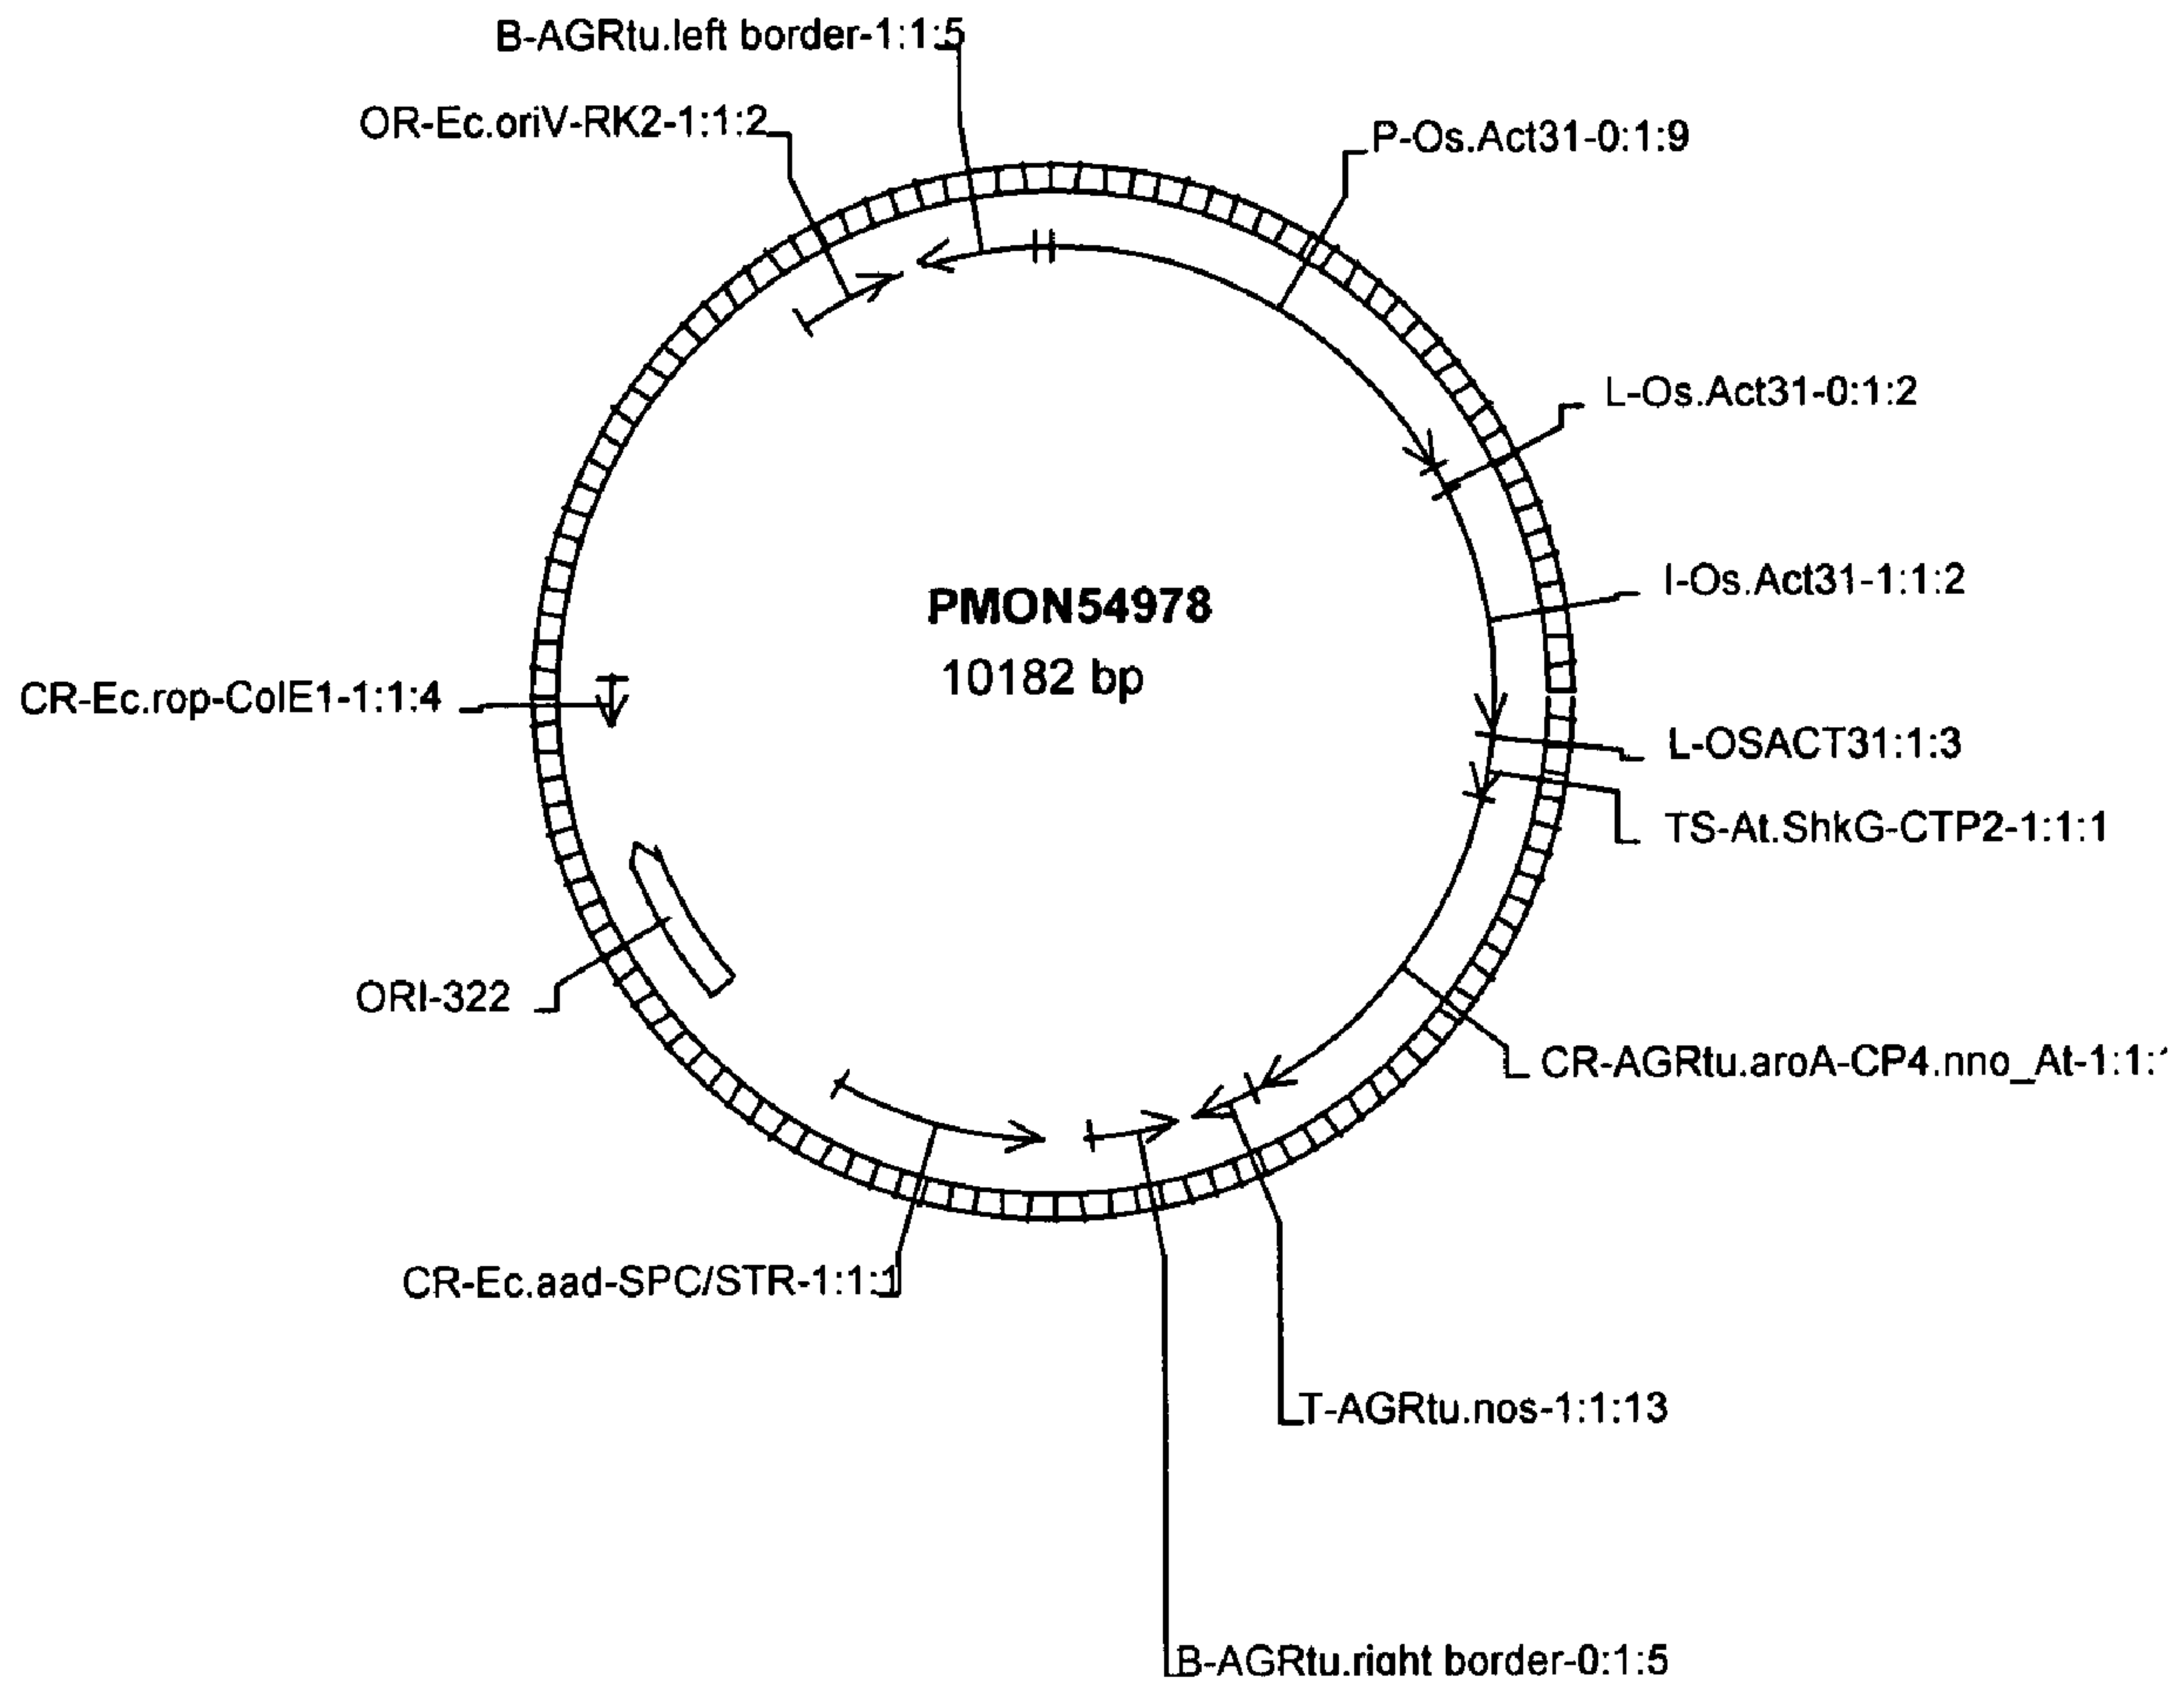 B-AGRtu.left border-1:1:5
OR-Ec.oriV-RK2-1:1:2
P-Os.Act31-0:1:9
L-Os.Act31-0:1:2
I-Os.Act31-1:1:2
PMON54978
10182 bp
CR-Ec.rop-ColE1-1:1:4
L-OSACT31:1:3
TS-At.ShkG-CTP2-1:1:1
ORI-322
CR-AGRtu.aroA-CP4.nno_At-1:1:
CR-Ec.aad-SPC/STR-1:1:1
T-AGRtu.nos-1:1:13
B-AGRtu.right border-0:1:5